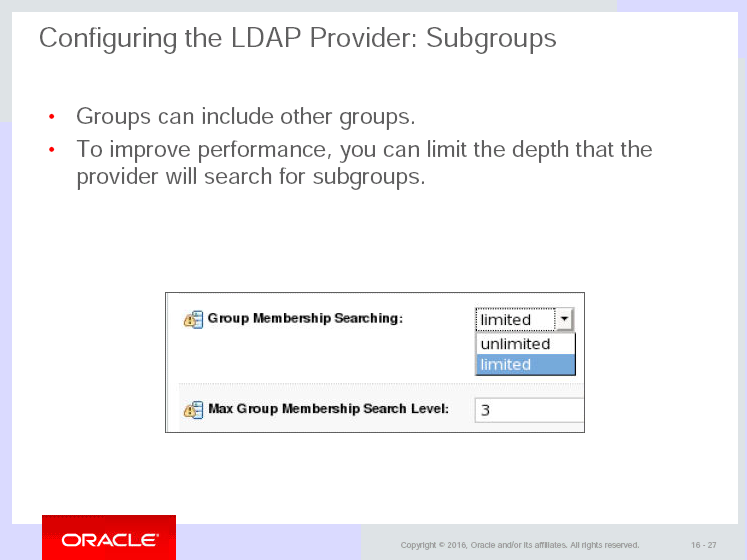 Configuring the LDAP Provider: Subgroups
• Groups can include other groups.
• To improve performance, you can limit the depth that the
provider will search for subgroups.
Group Membership Searching:
limited
unlimited
limited
Max Group Membership Search Level:
3
ORACLE
Copyright © 2016, Oracle and/or its affiliates. All rights reserved.
16 - 27